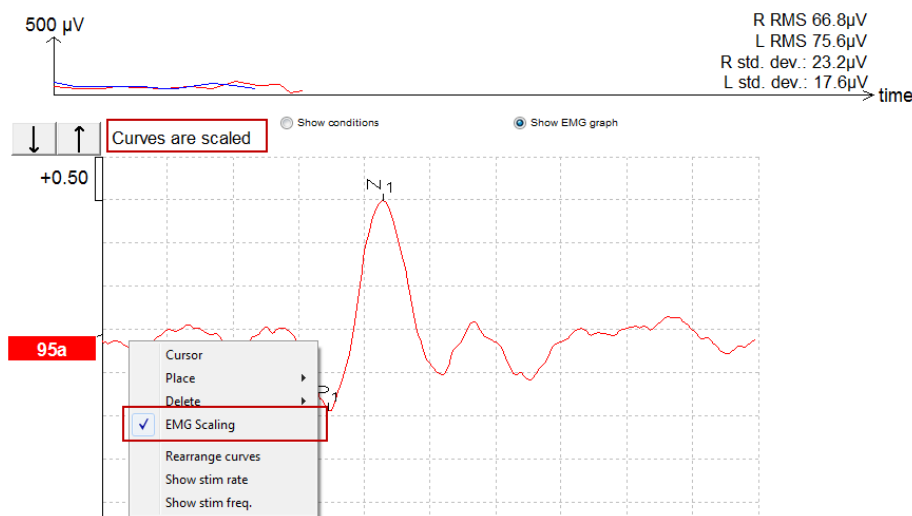 500 µV
R RMS 66.8µV
L RMS 75.6µV
R std. dev.: 23.2µV
L std. dev.: 17.6µV
time
Curves are scaled
Show conditions
Show EMG graph
+0.50
N1
95a
P1
Cursor
Place
Delete
EMG Scaling
Rearrange curves
Show stim rate
Show stim freq.